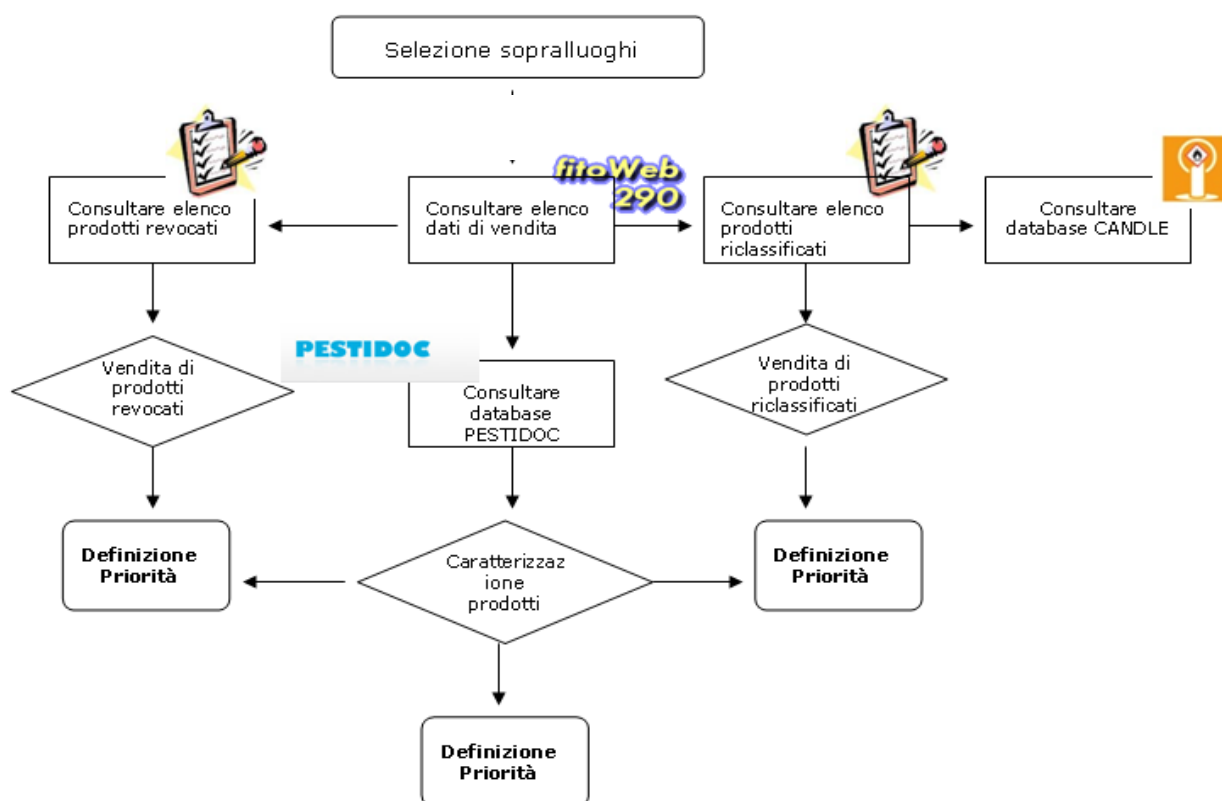 Selezione sopralluoghi
fitoWeb
290
Consultare elenco
prodotti revocati
Consultare elenco
dati di vendita
Consultare elenco
prodotti
riclassificati
Consultare
database CANDLE
Vendita di
prodotti
revocati
PESTIDOC
Consultare
database
PESTIDOC
Vendita di
prodotti
riclassificati
Definizione
Priorità
Caratterizzaz
ione
prodotti
Definizione
Priorità
Definizione
Priorità